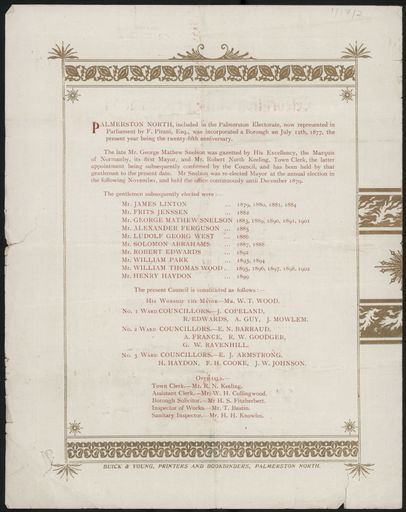 PALMERSTON NORTH, included in the Palmerston Electorate, now represented in
Parliament by F. Pirani, Esq., was incorporated a Borough on July 12th, 1877, the
present year being the twenty-fifth anniversary.
The late Mr. George Mathew Snelson was gazetted by His Excellency, the Marquis
of Normanby, its first Mayor, and Mr. Robert North Keeling, Town Clerk, the latter
appointment being subsequently confirmed by the Council, and has been held by that
gentleman to the present date. Mr Snelson was re-elected Mayor at the annual election in
the following November, and held the office continuously until December 1879.
The gentlemen subsequently elected were :—
Mr. JAMES LINTON ... 1879, 1880, 1881, 1884
Mr. FRITS JENSSEN ... 1882
Mr. GEORGE MATHEW SNELSON 1883, 1889, 1890, 1891, 1901
Mr. ALEXANDER FERGUSON ... 1885
Mr. LUDOLF GEORG WEST ... 1886
Mr. SOLOMON ABRAHAMS ... 1887, 1888
Mr. ROBERT EDWARDS ... 1892
Mr. WILLIAM PARK ... 1893, 1894
Mr. WILLIAM THOMAS WOOD ... 1895, 1896, 1897, 1898, 1902
Mr. HENRY HAYDON ... 1899
The present Council is constituted as follows :—
HIS WORSHIP THE MAYOR—MR. W. T. WOOD.
NO. 1 WARD COUNCILLORS.—J. COPELAND,
R. EDWARDS, A. GUY, J. MOWLEM.
NO. 2 WARD COUNCILLORS.—E. N. BARRAUD,
A. FRANCE, R. W. GOODGER,
G. W. RAVENHILL.
NO. 3 WARD COUNCILLORS.—E. J. ARMSTRONG,
H. HAYDON, F. H. COOKE, J. W. JOHNSON.
OFFICIALS.—
Town Clerk.—Mr. R. N. Keeling.
Assistant Clerk.—Mr. W. H. Collingwood.
Borough Solicitor.—Mr H. S. Fitzherbert.
Inspector of Works.—Mr. T. Bastin.
Sanitary Inspector.—Mr. H. H. Knowles.
BUICK & YOUNG, PRINTERS AND BOOKBINDERS, PALMERSTON NORTH.